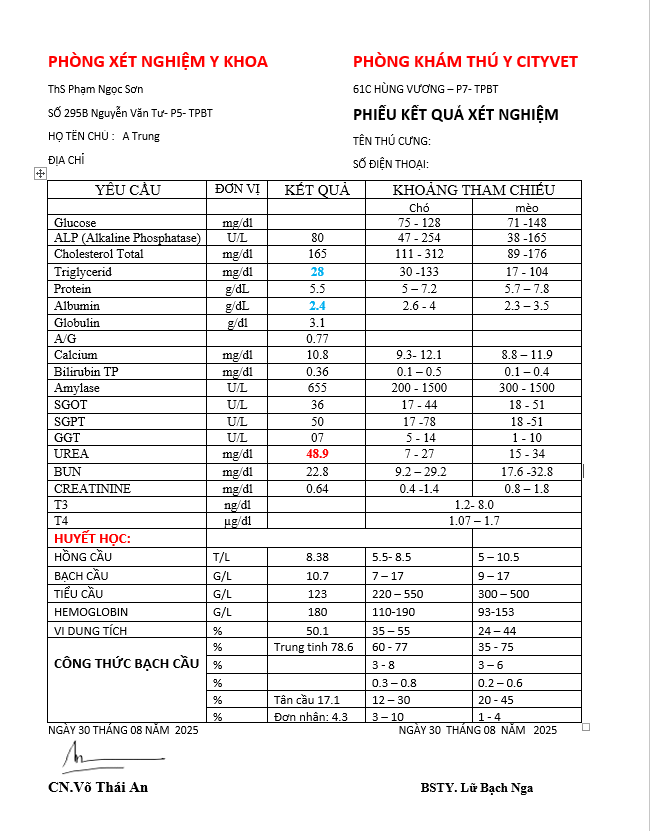 PHÒNG XÉT NGHIỆM Y KHOA PHÒNG KHÁM THÚ Y CITYVET
ThS Phạm Ngọc Sơn 61C HÙNG VƯƠNG – P7- TPBT
SỐ 295B Nguyễn Văn Tư- P5- TPBT PHIẾU KẾT QUẢ XÉT NGHIỆM
HỌ TÊN CHỦ : A Trung TÊN THÚ CƯNG:
ĐỊA CHỈ SỐ ĐIỆN THOẠI:
YÊU CẦU ĐƠN VỊ KẾT QUẢ KHOẢNG THAM CHIẾU
Chó mèo
Glucose mg/dl 75 - 128 71 -148
ALP (Alkaline Phosphatase) U/L 80 47 - 254 38 -165
Cholesterol Total mg/dl 165 111 - 312 89 -176
Triglycerid mg/dl 28 30 -133 17 - 104
Protein g/dL 5.5 5 – 7.2 5.7 – 7.8
Albumin g/dL 2.4 2.6 - 4 2.3 – 3.5
Globulin g/dl 3.1
A/G 0.77
Calcium mg/dl 10.8 9.3- 12.1 8.8 – 11.9
Bilirubin TP mg/dl 0.36 0.1 – 0.5 0.1 – 0.4
Amylase U/L 655 200 - 1500 300 - 1500
SGOT U/L 36 17 - 44 18 - 51
SGPT U/L 50 17 -78 18 -51
GGT U/L 07 5 - 14 1 - 10
UREA mg/dl 48.9 7 - 27 15 - 34
BUN mg/dl 22.8 9.2 – 29.2 17.6 -32.8
CREATININE mg/dl 0.64 0.4 -1.4 0.8 – 1.8
T3 ng/dl 1.2- 8.0
T4 µg/dl 1.07 – 1.7
HUYẾT HỌC:
HỒNG CẦU T/L 8.38 5.5- 8.5 5 – 10.5
BẠCH CẦU G/L 10.7 7 – 17 9 – 17
TIỂU CẦU G/L 123 220 – 550 300 – 500
HEMOGLOBIN G/L 180 110-190 93-153
VI DUNG TÍCH % 50.1 35 – 55 24 – 44
CÔNG THỨC BẠCH CẦU % Trung tính 78.6 60 - 77 35 - 75
% 3 - 8 3 – 6
% 0.3 – 0.8 0.2 – 0.6
% Tân cầu 17.1 12 – 30 20 - 45
% Đơn nhân: 4.3 3 – 10 1 - 4
NGÀY 30 THÁNG 08 NĂM 2025 NGÀY 30 THÁNG 08 NĂM 2025
CN.Võ Thái An BSTY. Lữ Bạch Nga